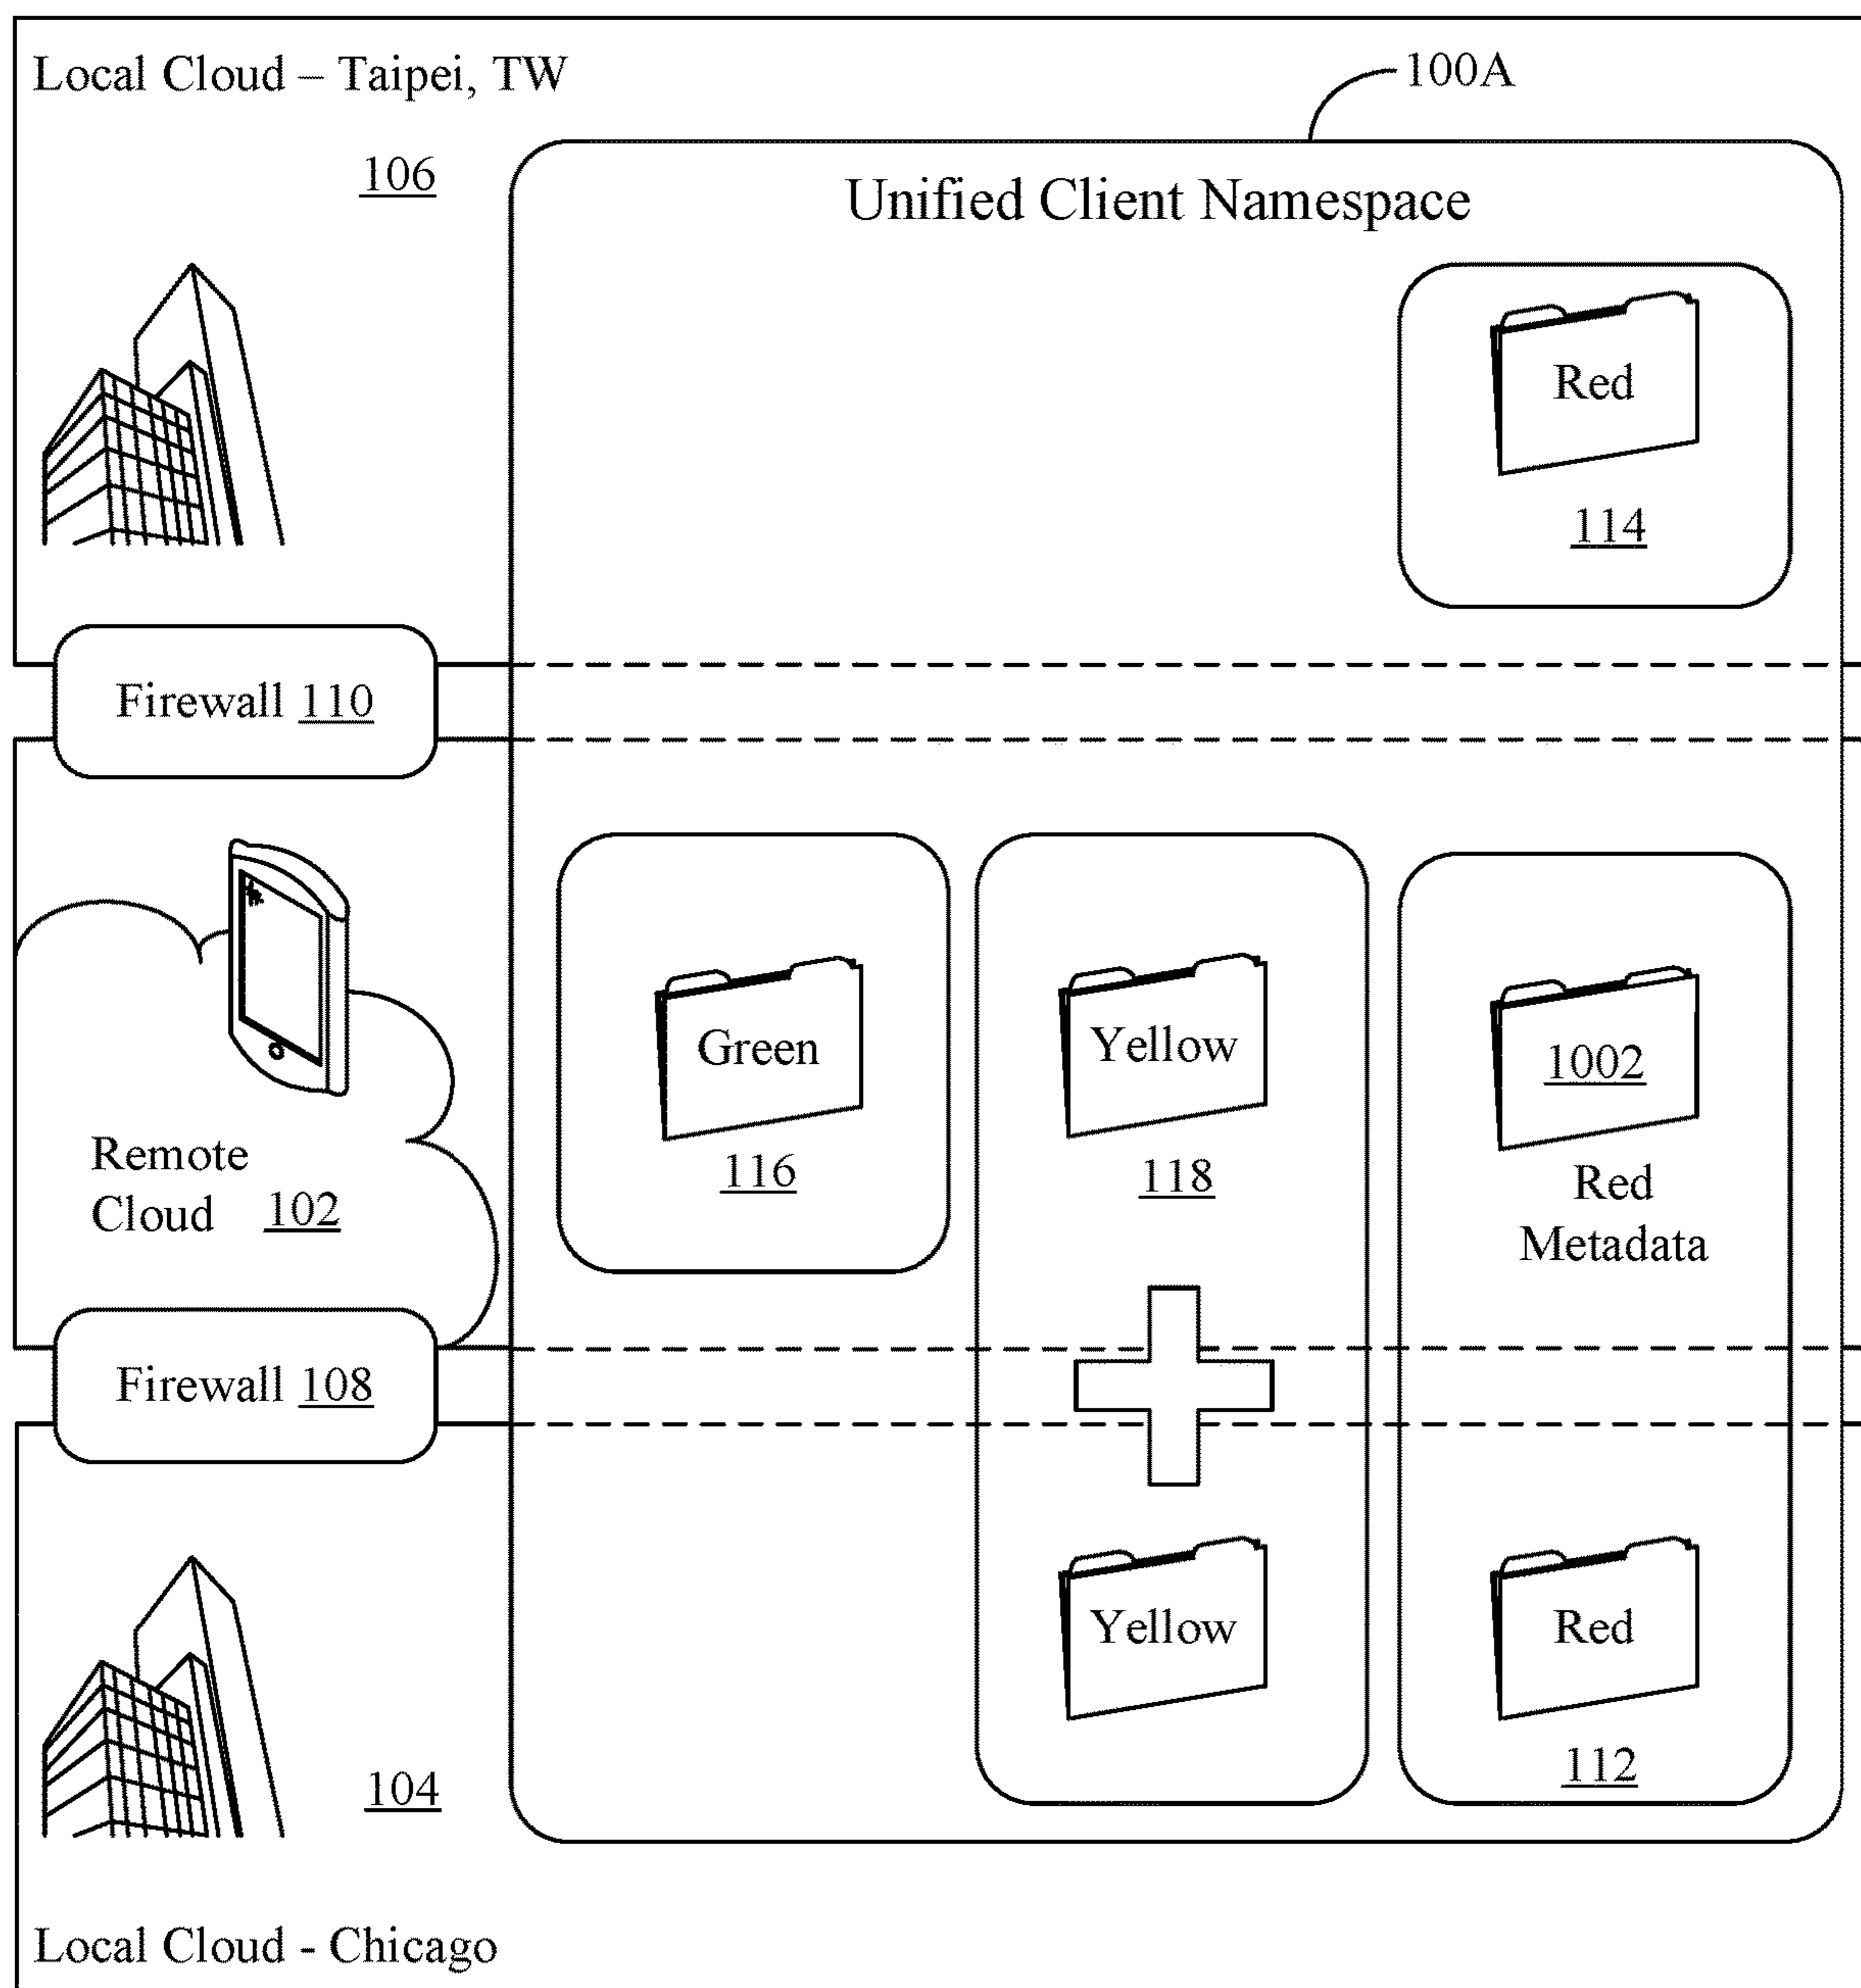 Local Cloud – Taipei, TW
100A
106
Unified Client Namespace
Red
114
Firewall 110
Green
116
Yellow
118
1002
Red
Metadata
Remote
Cloud 102
Firewall 108
Yellow
Red
112
104
Local Cloud - Chicago